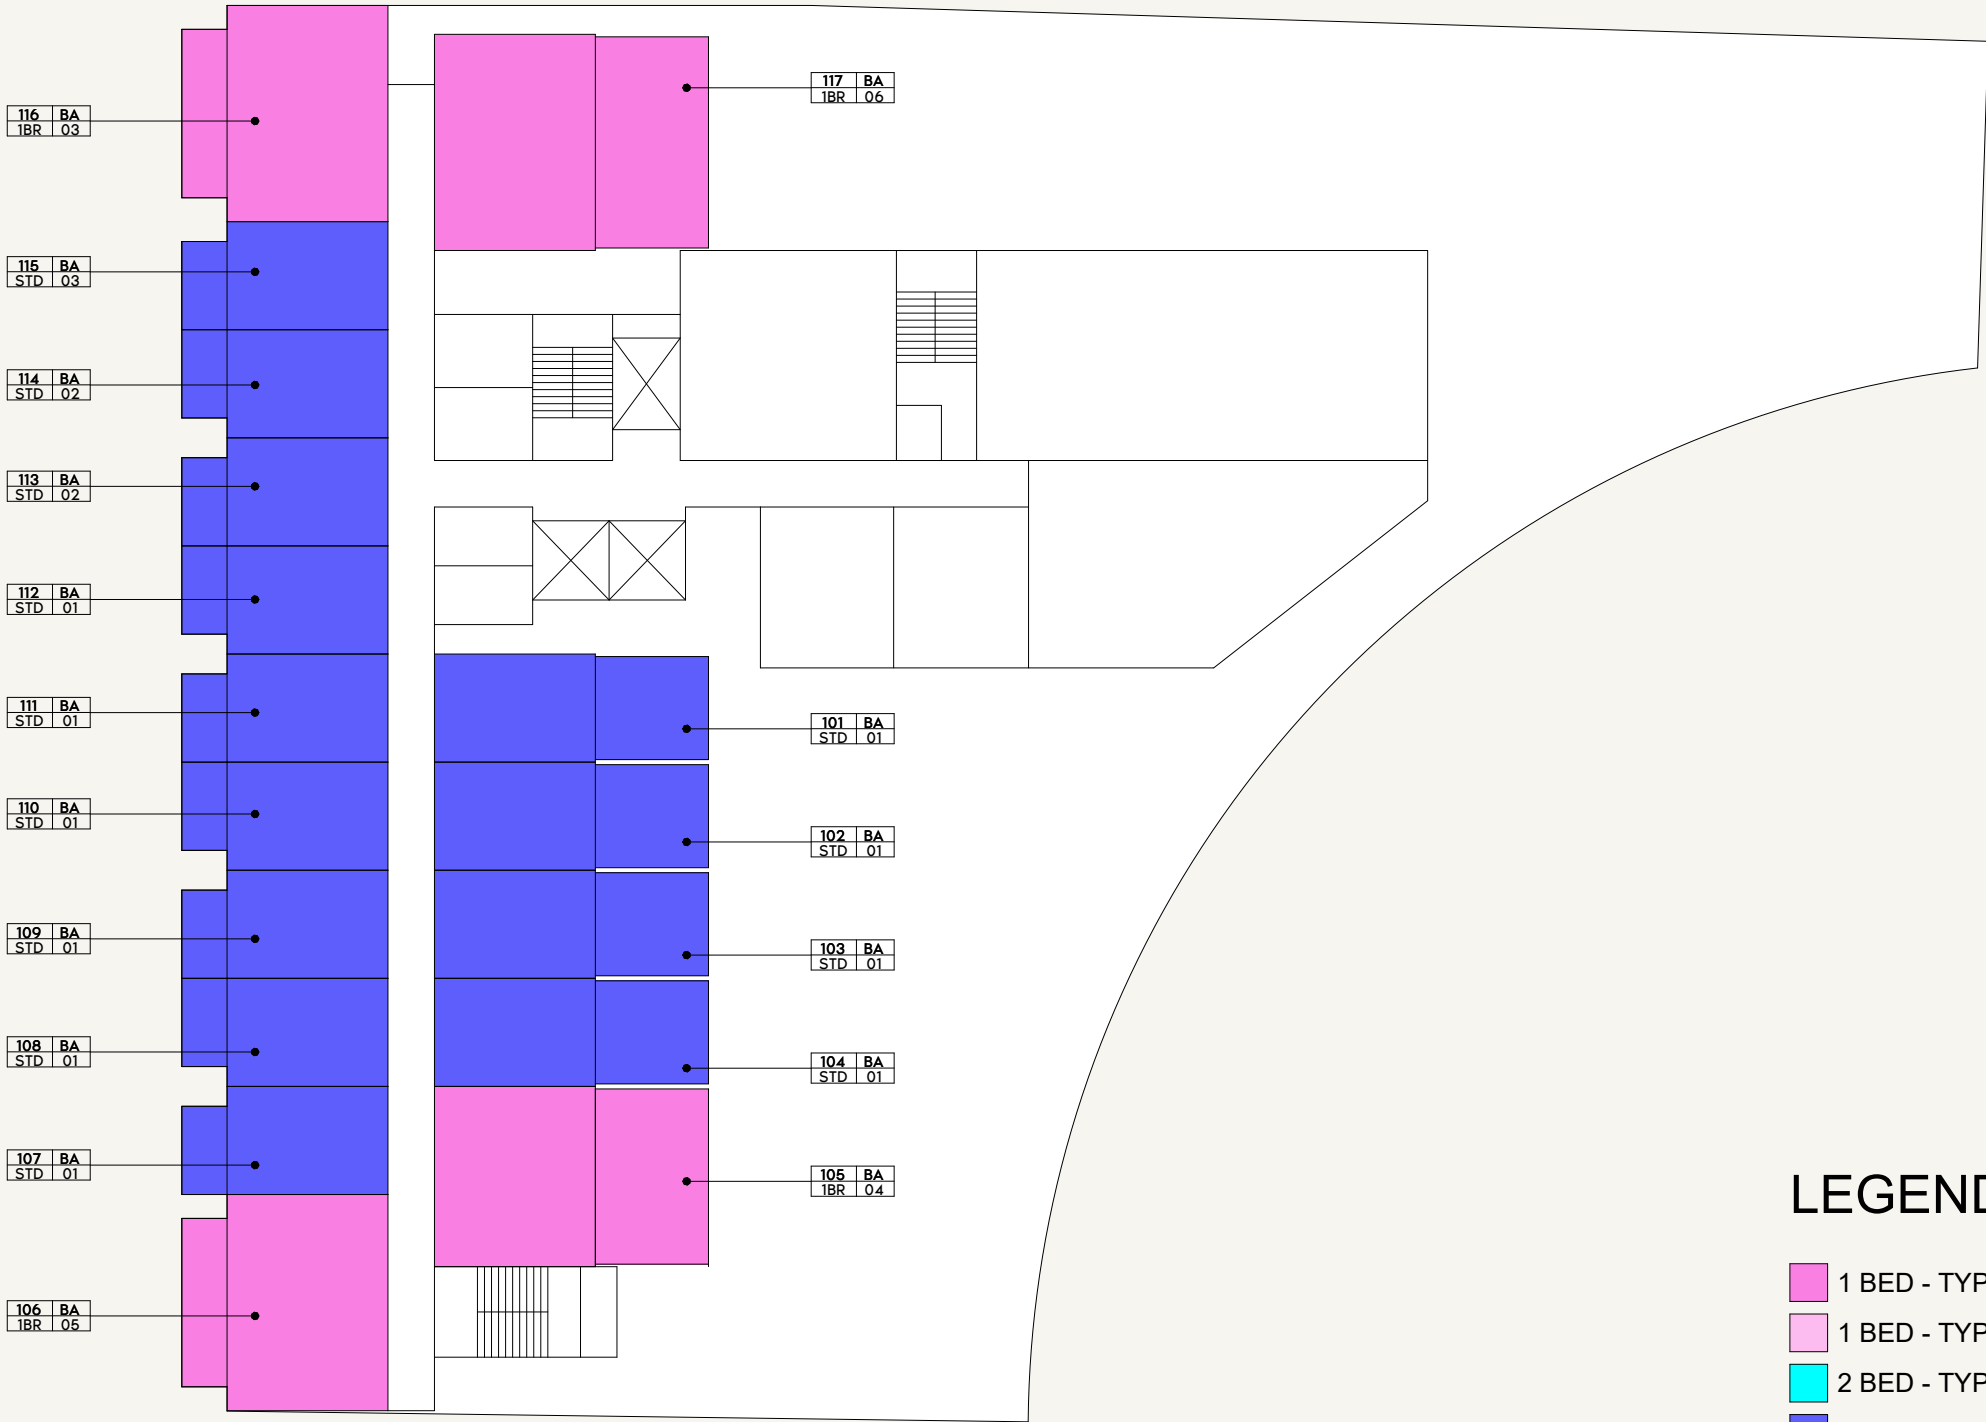 116 BA
1BR 03
117 BA
1BR 06
115 BA
STD 03
114 BA
STD 02
113 BA
STD 02
112 BA
STD 01
111 BA
STD 01
101 BA
STD 01
110 BA
STD 01
102 BA
STD 01
109 BA
STD 01
103 BA
STD 01
108 BA
STD 01
104 BA
STD 01
107 BA
STD 01
105 BA
1BR 04
106 BA
1BR 05
LEGEND
1 BED - TYP
1 BED - TYP
2 BED - TYP